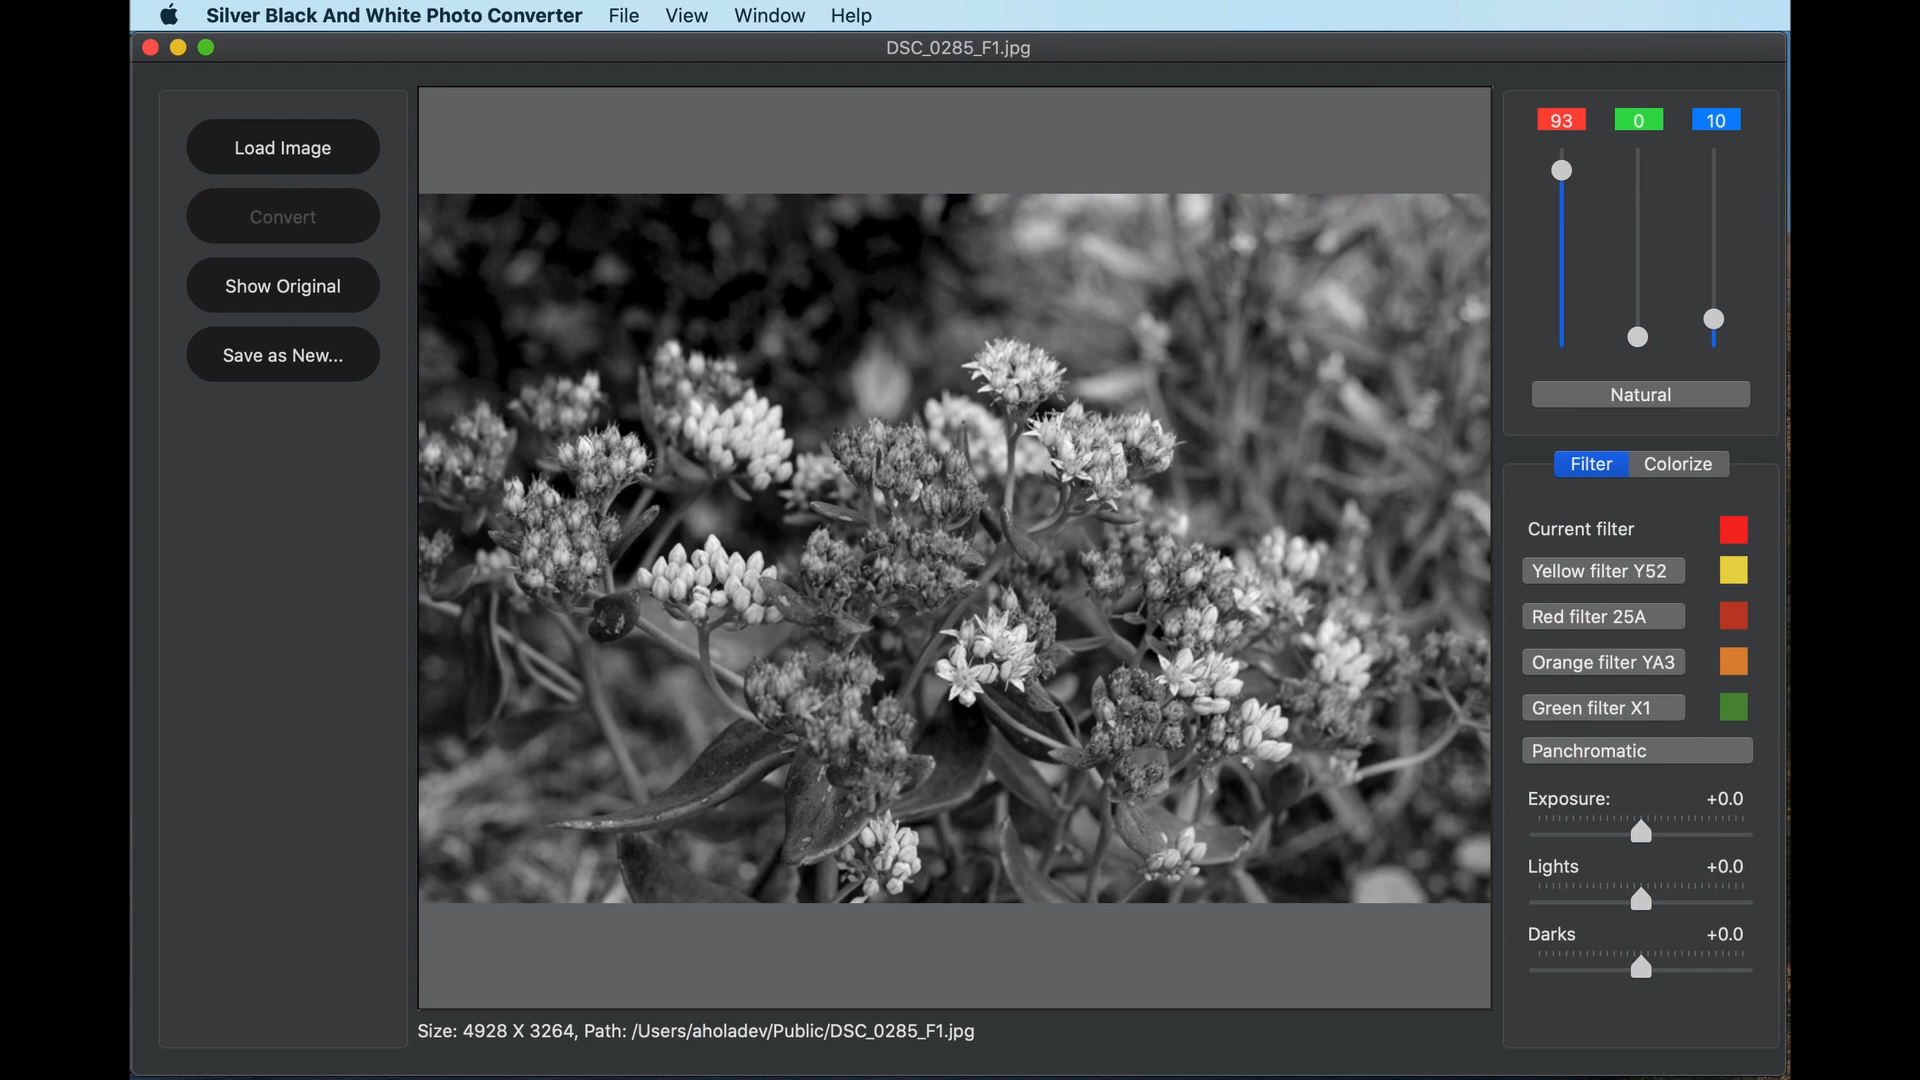 Silver Black And White Photo Converter File View Window Help
DSC_0285_F1.jpg
Load Image
Convert
Show Original
Save as New...
93 0 10
Natural
Filter Colorize
Current filter
Yellow filter Y52
Red filter 25A
Orange filter YA3
Green filter X1
Panchromatic
Exposure: +0.0
Lights +0.0
Darks +0.0
Size: 4928 X 3264, Path: /Users/aholadev/Public/DSC_0285_F1.jpg